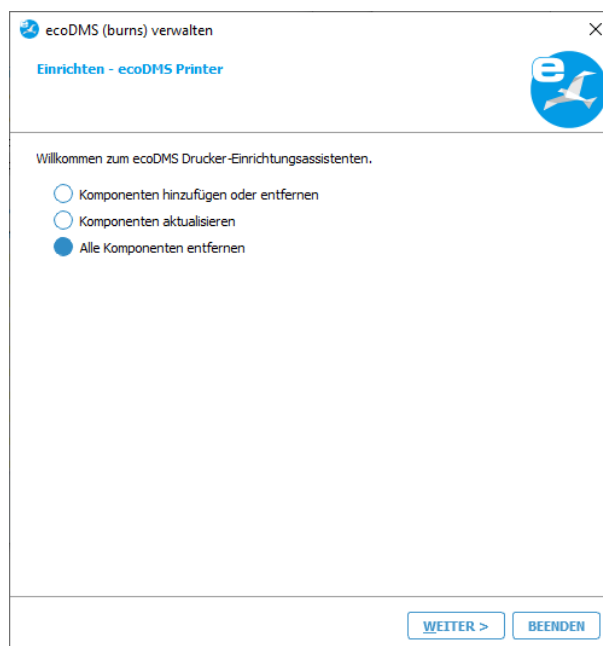 ecoDMS (burns) verwalten
Einrichten - ecoDMS Printer
e
Willkommen zum ecoDMS Drucker-Einrichtungsassistenten.
Komponenten hinzufügen oder entfernen
Komponenten aktualisieren
Alle Komponenten entfernen
WEITER >
BEENDEN